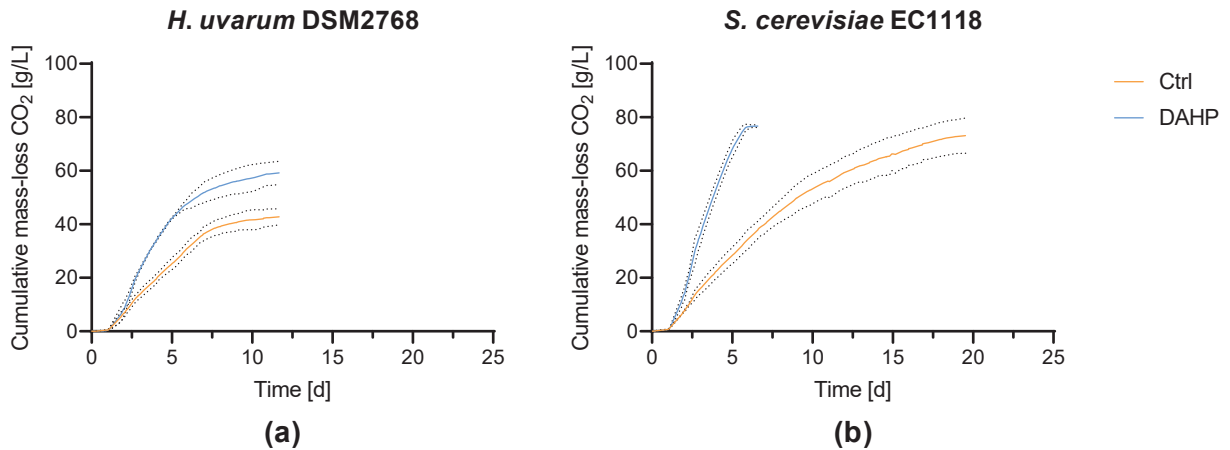 H. uvarum DSM2768
Cumulative mass-loss CO₂ [g/L]
100
80
60
40
20
0
0 5 10 15 20 25
Time [d]
(a)
S. cerevisiae EC1118
Cumulative mass-loss CO₂ [g/L]
100
80
60
40
20
0
0 5 10 15 20 25
Time [d]
(b)
Ctrl
DAHP